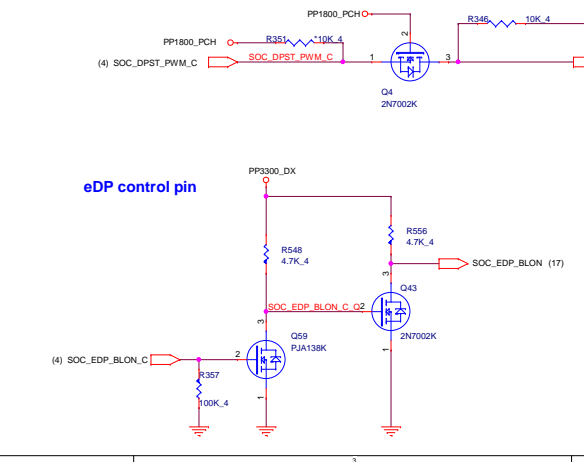 PP1800_PCH
R346 10K_4
2
PP1800_PCH
R351 *10K_4
(4) SOC_DPST_PWM_C
SOC_DPST_PWM_C
1
3
Q4
2N7002K
PP3300_DX
eDP control pin
R548
4.7K_4
R556
4.7K_4
SOC_EDP_BLON (17)
3
Q43
SOC_EDP_BLON_C_Q
2
3
2N7002K
Q59
PJA138K
1
(4) SOC_EDP_BLON_C
2
R357
100K_4
1
3